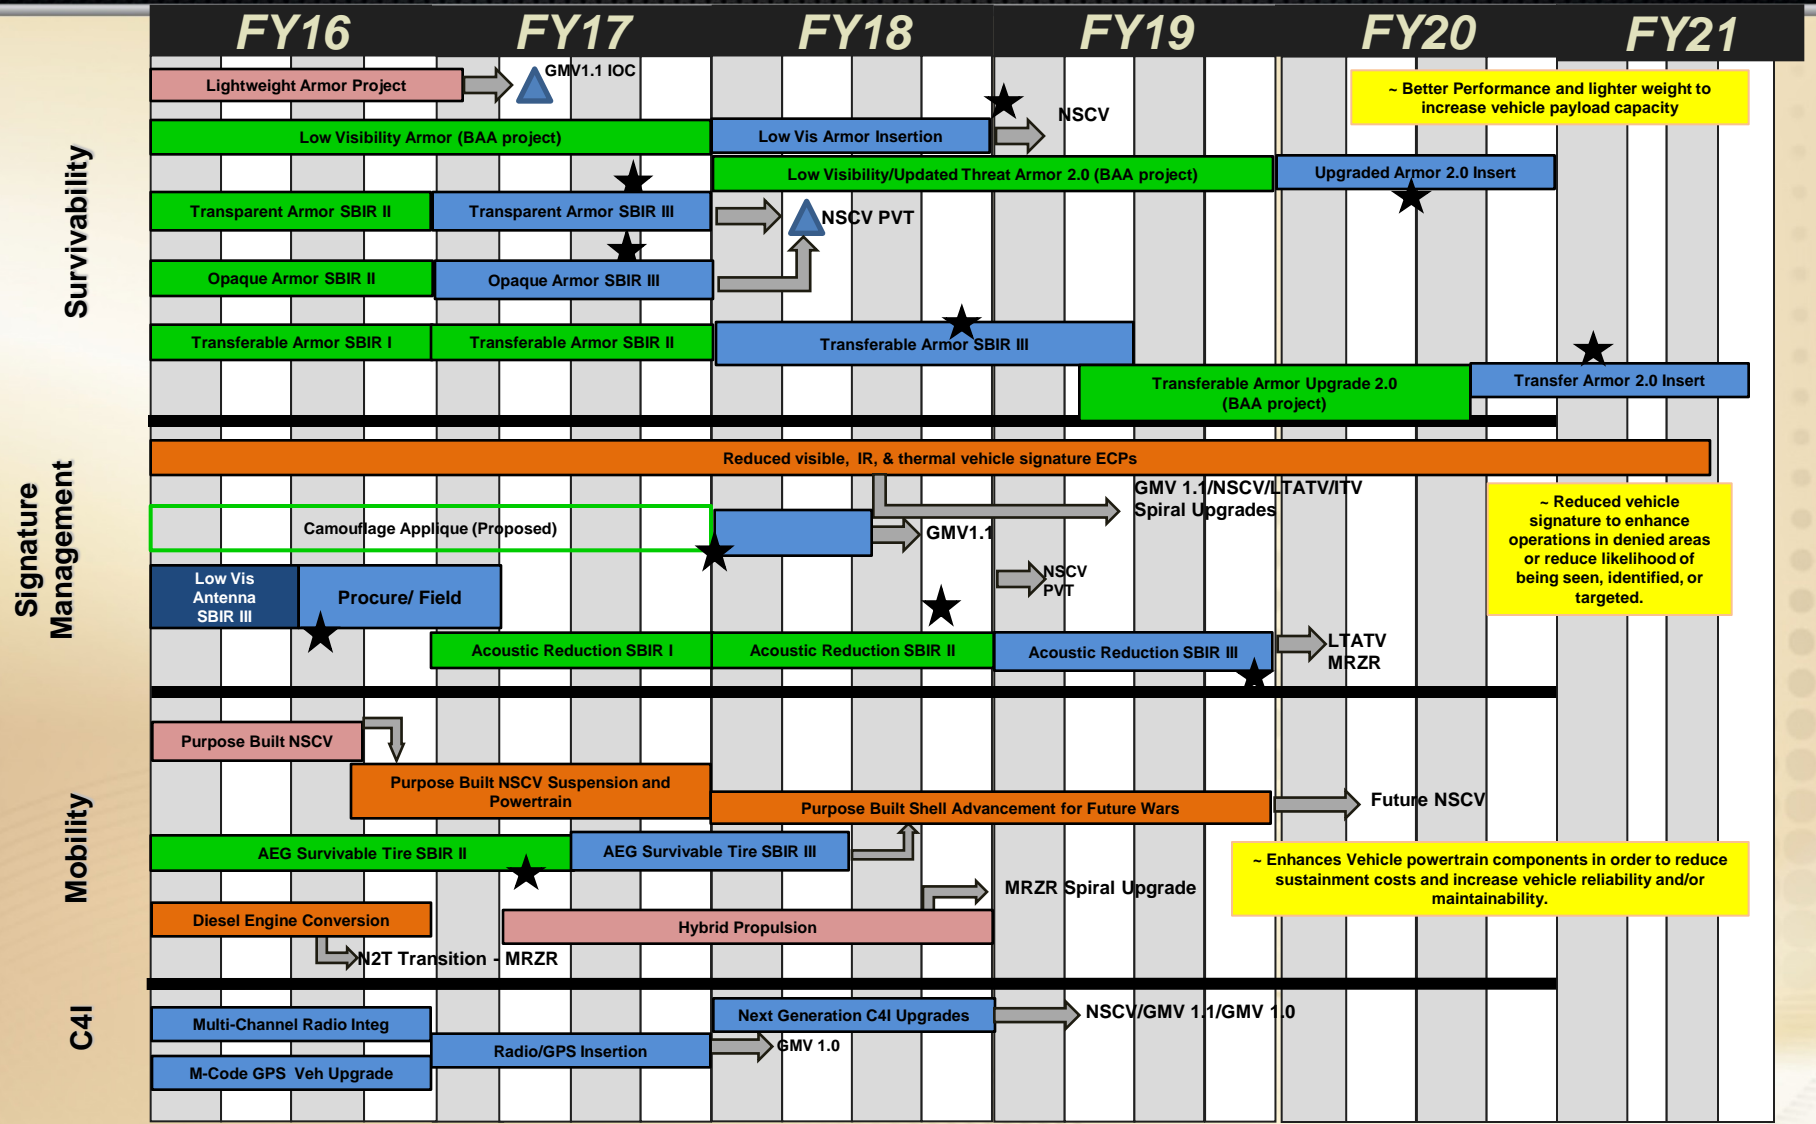 FY16 FY17 FY18 FY19 FY20 FY21
Survivability
Lightweight Armor Project
GMV1.1 IOC
~ Better Performance and lighter weight to
increase vehicle payload capacity
Low Visibility Armor (BAA project)
Low Vis Armor Insertion
NSCV
Low Visibility/Updated Threat Armor 2.0 (BAA project)
Upgraded Armor 2.0 Insert
Transparent Armor SBIR II
Transparent Armor SBIR III
NSCV PVT
Opaque Armor SBIR II
Opaque Armor SBIR III
Transferable Armor SBIR I
Transferable Armor SBIR II
Transferable Armor SBIR III
Transferable Armor Upgrade 2.0
(BAA project)
Transfer Armor 2.0 Insert
Signature
Management
Reduced visible, IR, & thermal vehicle signature ECPs
GMV 1.1/NSCV/LTATV/ITV
Spiral Upgrades
Camouflage Applique (Proposed)
GMV1.1
~ Reduced vehicle
signature to enhance
operations in denied areas
or reduce likelihood of
being seen, identified, or
targeted.
Low Vis
Antenna
SBIR III
Procure/ Field
NSCV
PVT
Acoustic Reduction SBIR I
Acoustic Reduction SBIR II
Acoustic Reduction SBIR III
LTATV
MRZR
Mobility
Purpose Built NSCV
Purpose Built NSCV Suspension and
Powertrain
Purpose Built Shell Advancement for Future Wars
Future NSCV
AEG Survivable Tire SBIR II
AEG Survivable Tire SBIR III
~ Enhances Vehicle powertrain components in order to reduce
sustainment costs and increase vehicle reliability and/or
maintainability.
MRZR Spiral Upgrade
Diesel Engine Conversion
Hybrid Propulsion
N2T Transition - MRZR
C4I
Multi-Channel Radio Integ
Next Generation C4I Upgrades
NSCV/GMV 1.1/GMV 1.0
Radio/GPS Insertion
GMV 1.0
M-Code GPS Veh Upgrade